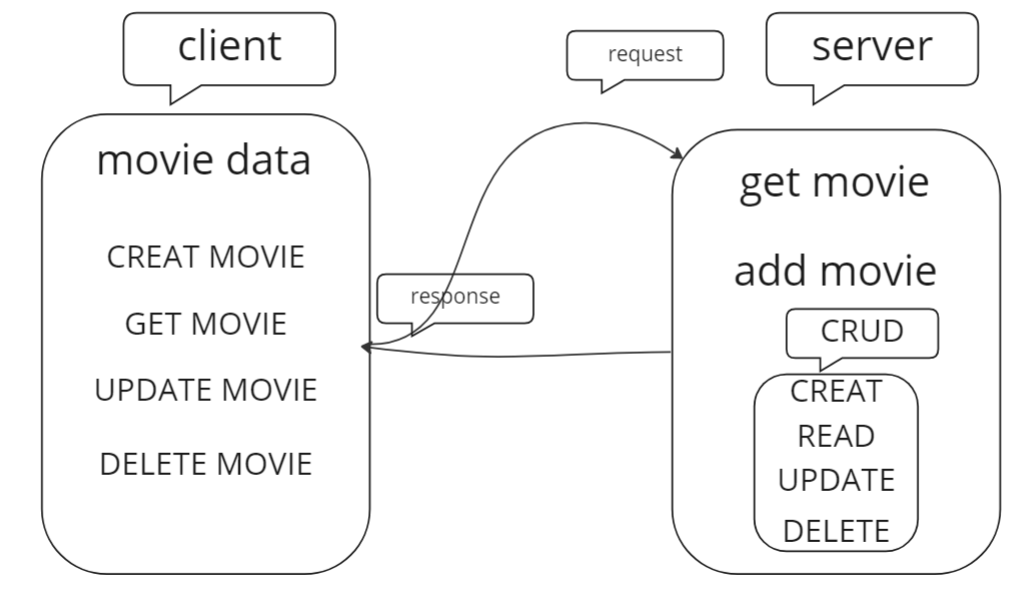 client
request
server
movie data
CREAT MOVIE
GET MOVIE
UPDATE MOVIE
DELETE MOVIE
response
get movie
add movie
CRUD
CREAT
READ
UPDATE
DELETE